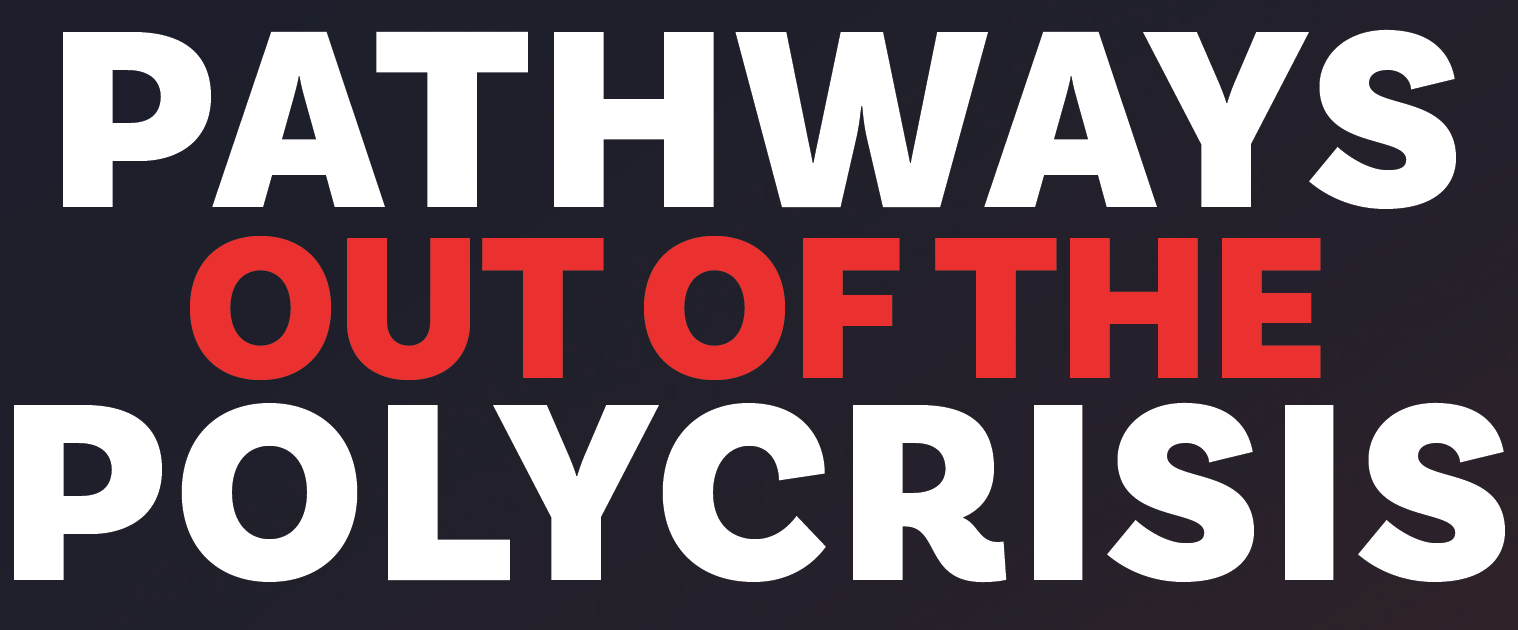 PATHWAYS
OUT OF THE
POLYCRISIS